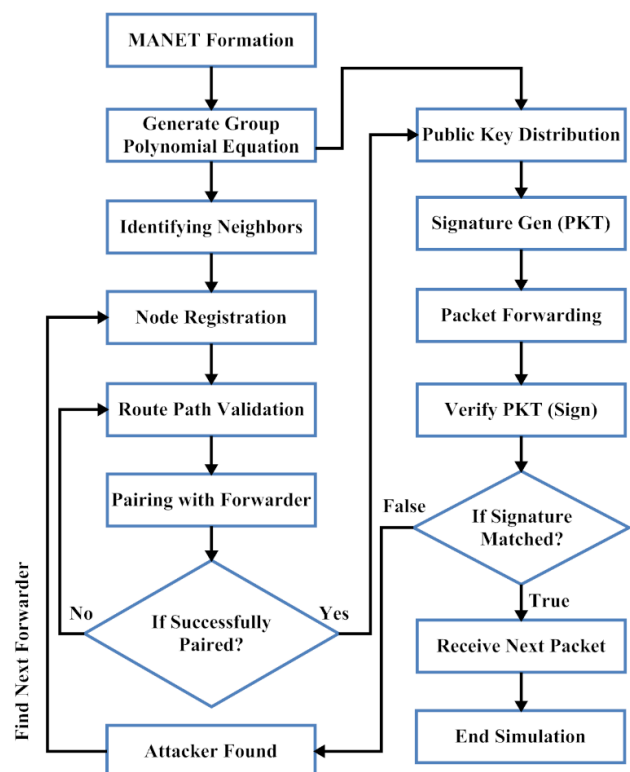 MANET Formation
Generate Group
Polynomial Equation
Identifying Neighbors
Node Registration
Route Path Validation
Pairing with Forwarder
If Successfully
Paired?
No
Yes
Attacker Found
Find Next Forwarder
Public Key Distribution
Signature Gen (PKT)
Packet Forwarding
Verify PKT (Sign)
If Signature
Matched?
False
True
Receive Next Packet
End Simulation